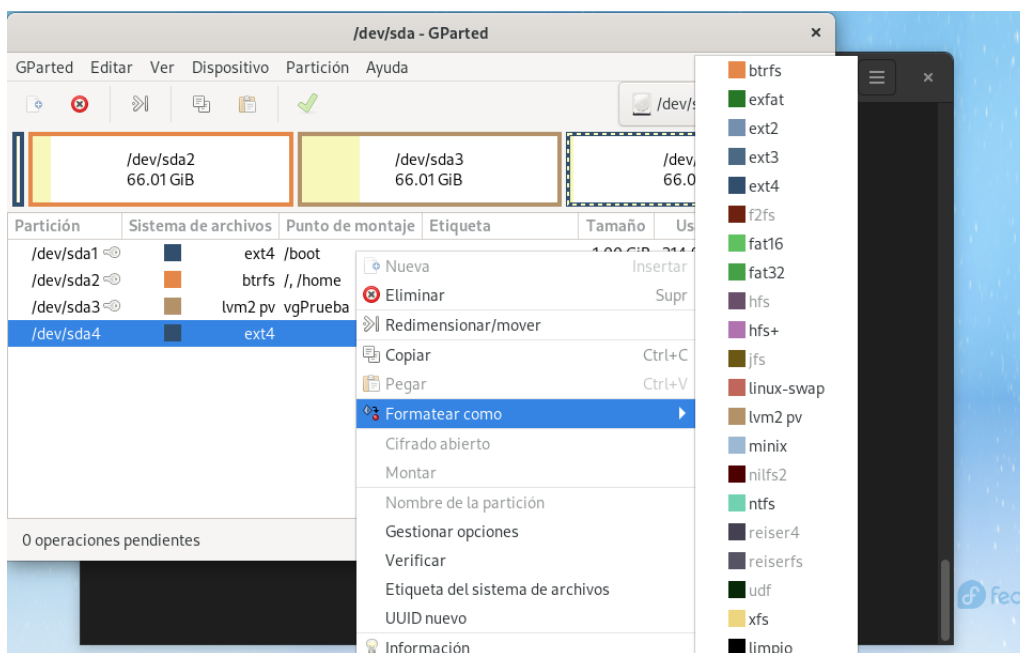 /dev/sda - GParted ×
GParted Editar Ver Dispositivo Partición Ayuda
/dev/s
/dev/sda2
66.01 GiB
/dev/sda3
66.01 GiB
/dev/
66.0
Partición Sistema de archivos Punto de montaje Etiqueta Tamaño Us
/dev/sda1 ext4 /boot 1.00 GiB 314
/dev/sda2 btrfs /, /home
/dev/sda3 lvm2 pv vgPrueba
/dev/sda4 ext4
0 operaciones pendientes
Nueva Insertar
Eliminar Supr
Redimensionar/mover
Copiar Ctrl+C
Pegar Ctrl+V
Formatear como
Cifrado abierto
Montar
Nombre de la partición
Gestionar opciones
Verificar
Etiqueta del sistema de archivos
UUID nuevo
Información
btrfs
exfat
ext2
ext3
ext4
f2fs
fat16
fat32
hfs
hfs+
jfs
linux-swap
lvm2 pv
minix
nilfs2
ntfs
reiser4
reiserfs
udf
xfs
limpio
fec